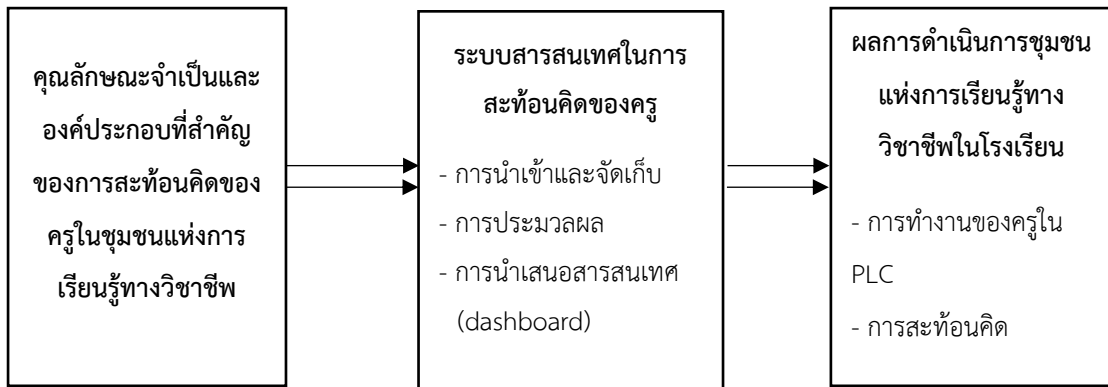 คุณลักษณะจำเป็นและ
องค์ประกอบที่สำคัญ
ของการสะท้อนคิดของ
ครูในชุมชนแห่งการ
เรียนรู้ทางวิชาชีพ
ระบบสารสนเทศในการ
สะท้อนคิดของครู
- การนำเข้าและจัดเก็บ
- การประมวลผล
- การนำเสนอสารสนเทศ
(dashboard)
ผลการดำเนินการชุมชน
แห่งการเรียนรู้ทาง
วิชาชีพในโรงเรียน
- การทำงานของครูใน
PLC
- การสะท้อนคิด